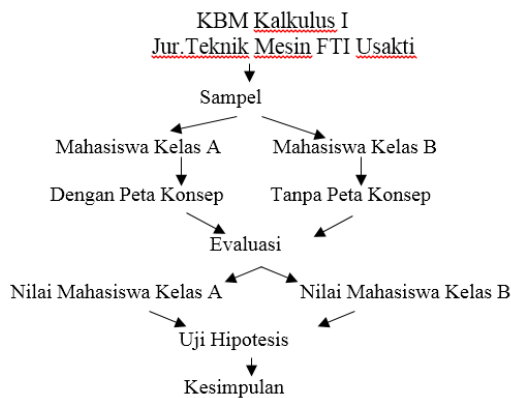 KBM Kalkulus I
Jur.Teknik Mesin FTI Usakti
Sampel
Mahasiswa Kelas A
Mahasiswa Kelas B
Dengan Peta Konsep
Tanpa Peta Konsep
Evaluasi
Nilai Mahasiswa Kelas A
Nilai Mahasiswa Kelas B
Uji Hipotesis
Kesimpulan